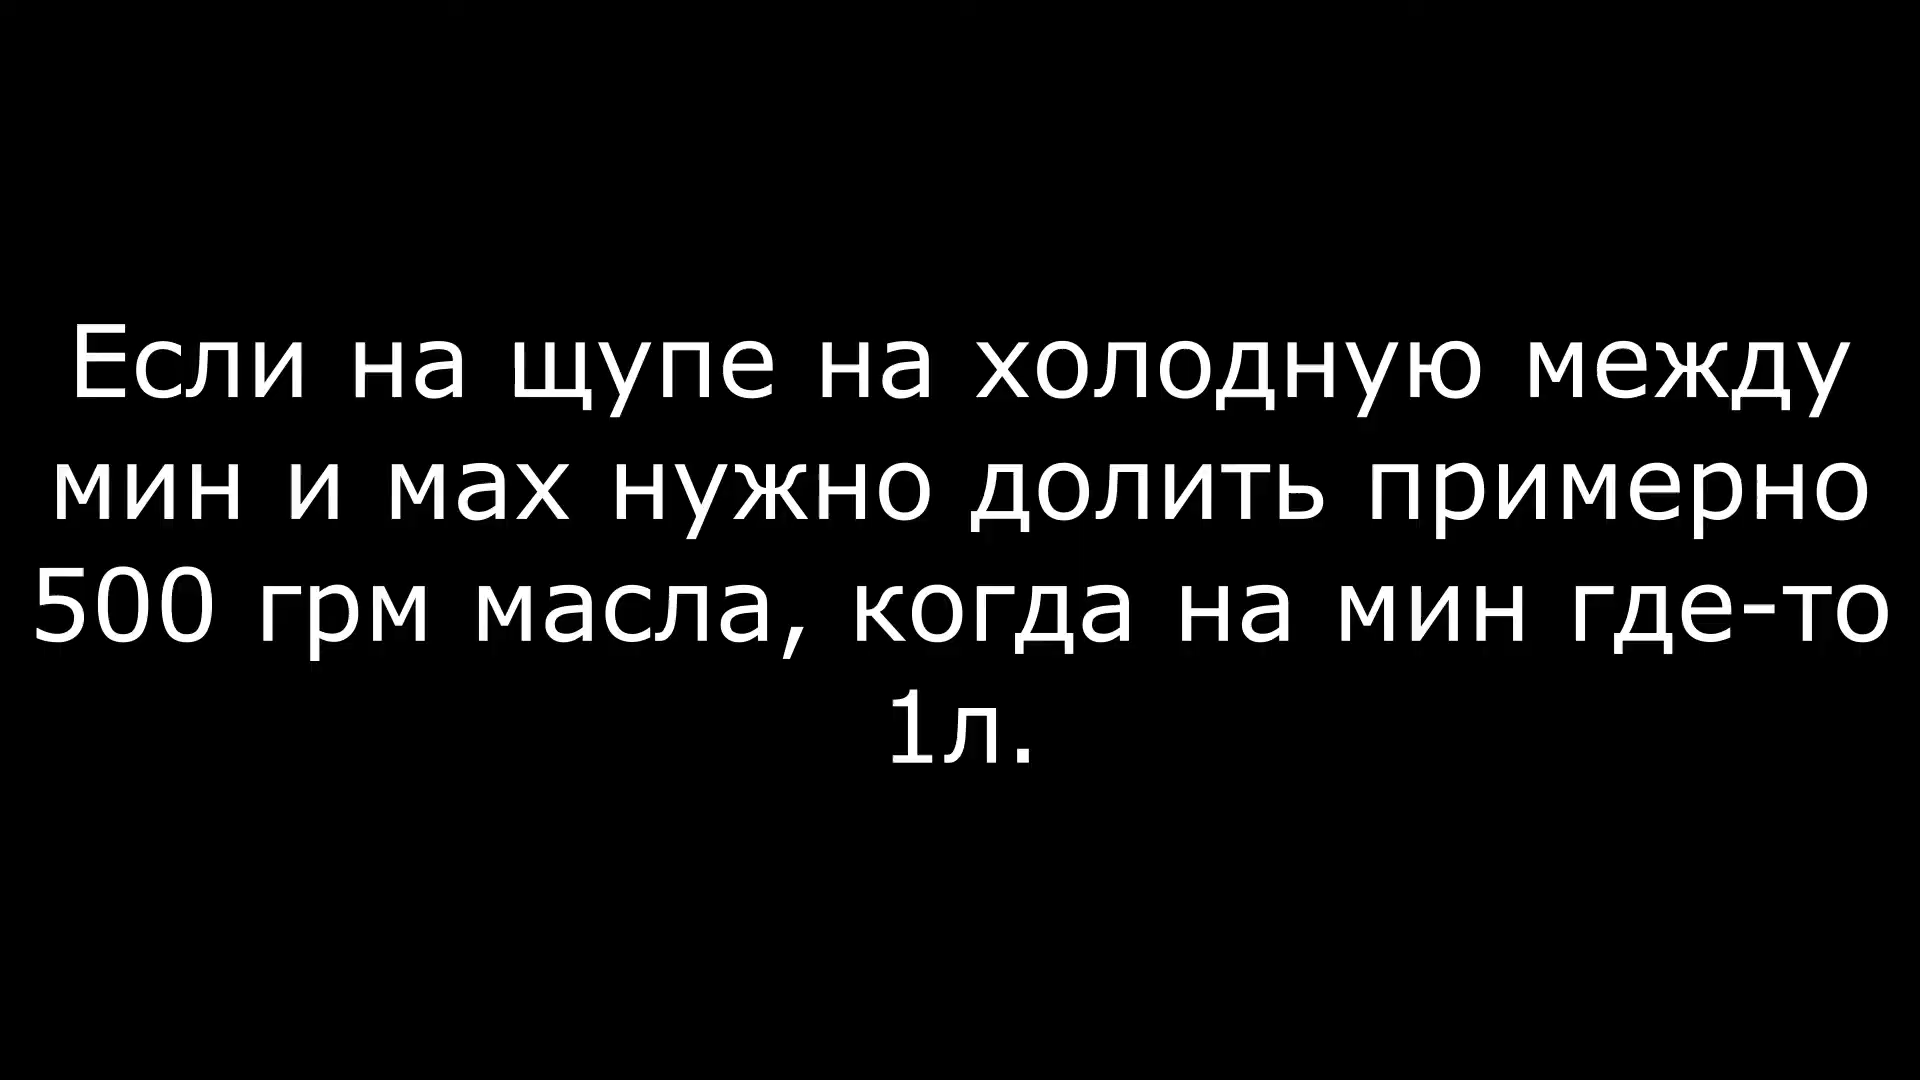 Если на щупе на холодную между
мин и мах нужно долить примерно
500 грм масла, когда на мин где-то
1л.